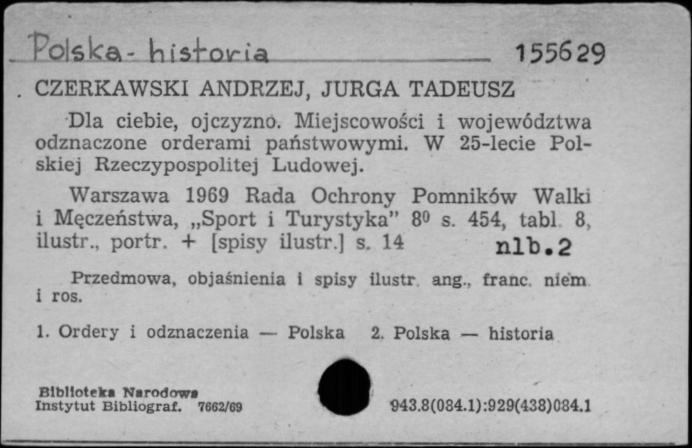 Polska - historia 155629
CZERKAWSKI ANDRZEJ, JURGA TADEUSZ
Dla ciebie, ojczyzno. Miejscowości i województwa
odznaczone orderami państwowymi. W 25-lecie Pol-
skiej Rzeczypospolitej Ludowej.
Warszawa 1969 Rada Ochrony Pomników Walki
i Męczeństwa, „Sport i Turystyka” 8⁰ s. 454, tabl. 8,
ilustr., portr. + [spisy ilustr.] s. 14 nlb. 2
Przedmowa, objaśnienia i spisy ilustr. ang., franc. niem.
i ros.
1. Ordery i odznaczenia — Polska 2. Polska — historia
Biblioteka Narodowa
Instytut Bibliograf. 7662/69 943.8(084.1):929(438)084.1